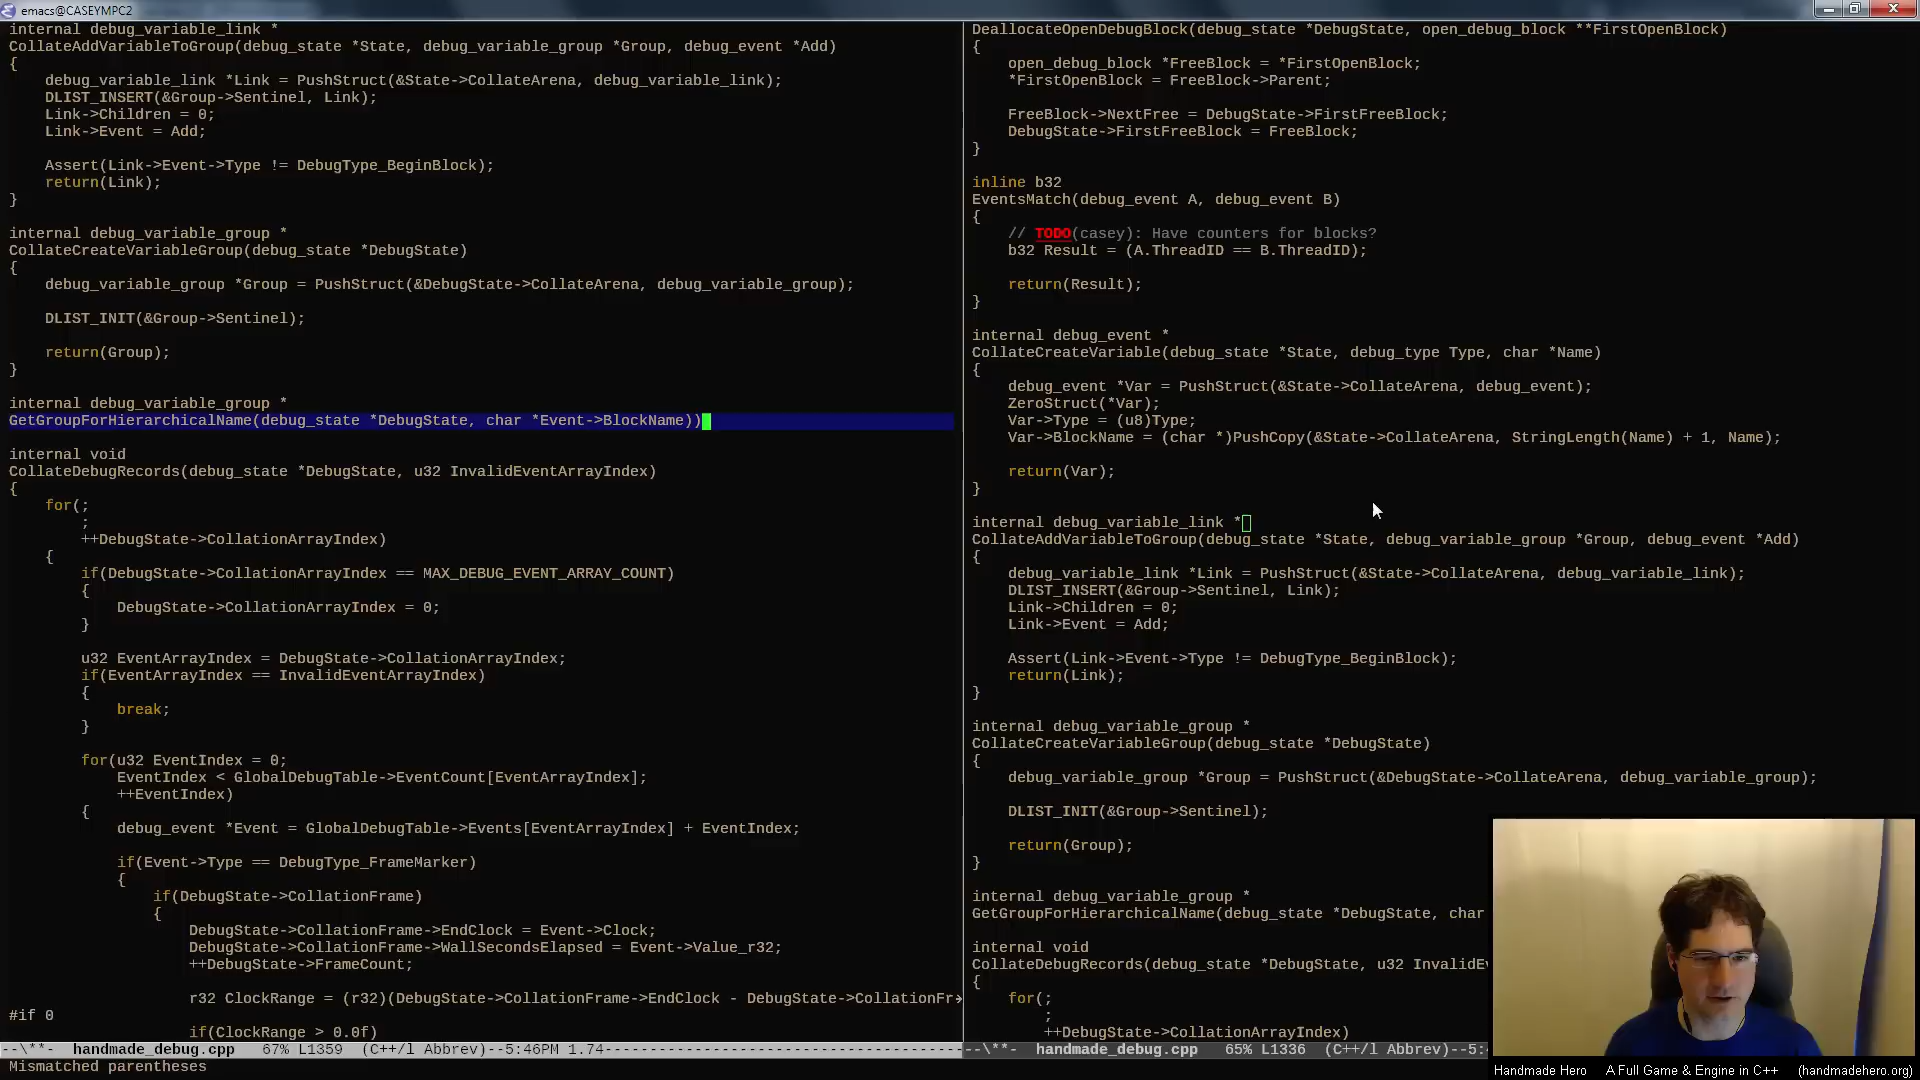 emacs@CASEYMPC2
internal debug_variable_link *
CollateAddVariableToGroup(debug_state *State, debug_variable_group *Group, debug_event *Add)
{
    debug_variable_link *Link = PushStruct(&State->CollateArena, debug_variable_link);
    DLIST_INSERT(&Group->Sentinel, Link);
    Link->Children = 0;
    Link->Event = Add;
    Assert(Link->Event->Type != DebugType_BeginBlock);
    return(Link);
}
internal debug_variable_group *
CollateCreateVariableGroup(debug_state *DebugState)
{
    debug_variable_group *Group = PushStruct(&DebugState->CollateArena, debug_variable_group);
    DLIST_INIT(&Group->Sentinel);
    return(Group);
}
internal debug_variable_group *
GetGroupForHierarchicalName(debug_state *DebugState, char *Event->BlockName))
internal void
CollateDebugRecords(debug_state *DebugState, u32 InvalidEventArrayIndex)
{
    for(;
        ;
        ++DebugState->CollationArrayIndex)
    {
        if(DebugState->CollationArrayIndex == MAX_DEBUG_EVENT_ARRAY_COUNT)
        {
            DebugState->CollationArrayIndex = 0;
        }
        u32 EventArrayIndex = DebugState->CollationArrayIndex;
        if(EventArrayIndex == InvalidEventArrayIndex)
        {
            break;
        }
        for(u32 EventIndex = 0;
            EventIndex < GlobalDebugTable->EventCount[EventArrayIndex];
            ++EventIndex)
        {
            debug_event *Event = GlobalDebugTable->Events[EventArrayIndex] + EventIndex;
            if(Event->Type == DebugType_FrameMarker)
            {
                if(DebugState->CollationFrame)
                {
                    DebugState->CollationFrame->EndClock = Event->Clock;
                    DebugState->CollationFrame->WallSecondsElapsed = Event->Value_r32;
                    ++DebugState->FrameCount;
                    r32 ClockRange = (r32)(DebugState->CollationFrame->EndClock - DebugState->CollationFr
#if 0
                    if(ClockRange > 0.0f)
--\**-  handmade_debug.cpp   67% L1359  (C++/l Abbrev)--5:46PM 1.74
Mismatched parentheses
DeallocateOpenDebugBlock(debug_state *DebugState, open_debug_block **FirstOpenBlock)
{
    open_debug_block *FreeBlock = *FirstOpenBlock;
    *FirstOpenBlock = FreeBlock->Parent;
    FreeBlock->NextFree = DebugState->FirstFreeBlock;
    DebugState->FirstFreeBlock = FreeBlock;
}
inline b32
EventsMatch(debug_event A, debug_event B)
{
    // TODO(casey): Have counters for blocks?
    b32 Result = (A.ThreadID == B.ThreadID);
    return(Result);
}
internal debug_event *
CollateCreateVariable(debug_state *State, debug_type Type, char *Name)
{
    debug_event *Var = PushStruct(&State->CollateArena, debug_event);
    ZeroStruct(*Var);
    Var->Type = (u8)Type;
    Var->BlockName = (char *)PushCopy(&State->CollateArena, StringLength(Name) + 1, Name);
    return(Var);
}
internal debug_variable_link *
CollateAddVariableToGroup(debug_state *State, debug_variable_group *Group, debug_event *Add)
{
    debug_variable_link *Link = PushStruct(&State->CollateArena, debug_variable_link);
    DLIST_INSERT(&Group->Sentinel, Link);
    Link->Children = 0;
    Link->Event = Add;
    Assert(Link->Event->Type != DebugType_BeginBlock);
    return(Link);
}
internal debug_variable_group *
CollateCreateVariableGroup(debug_state *DebugState)
{
    debug_variable_group *Group = PushStruct(&DebugState->CollateArena, debug_variable_group);
    DLIST_INIT(&Group->Sentinel);
    return(Group);
}
internal debug_variable_group *
GetGroupForHierarchicalName(debug_state *DebugState, char
internal void
CollateDebugRecords(debug_state *DebugState, u32 InvalidEv
{
    for(;
        ;
        ++DebugState->CollationArrayIndex)
--\**-  handmade_debug.cpp   65% L1336  (C++/l Abbrev)--5:
Handmade Hero   A Full Game & Engine in C++   (handmadehero.org)